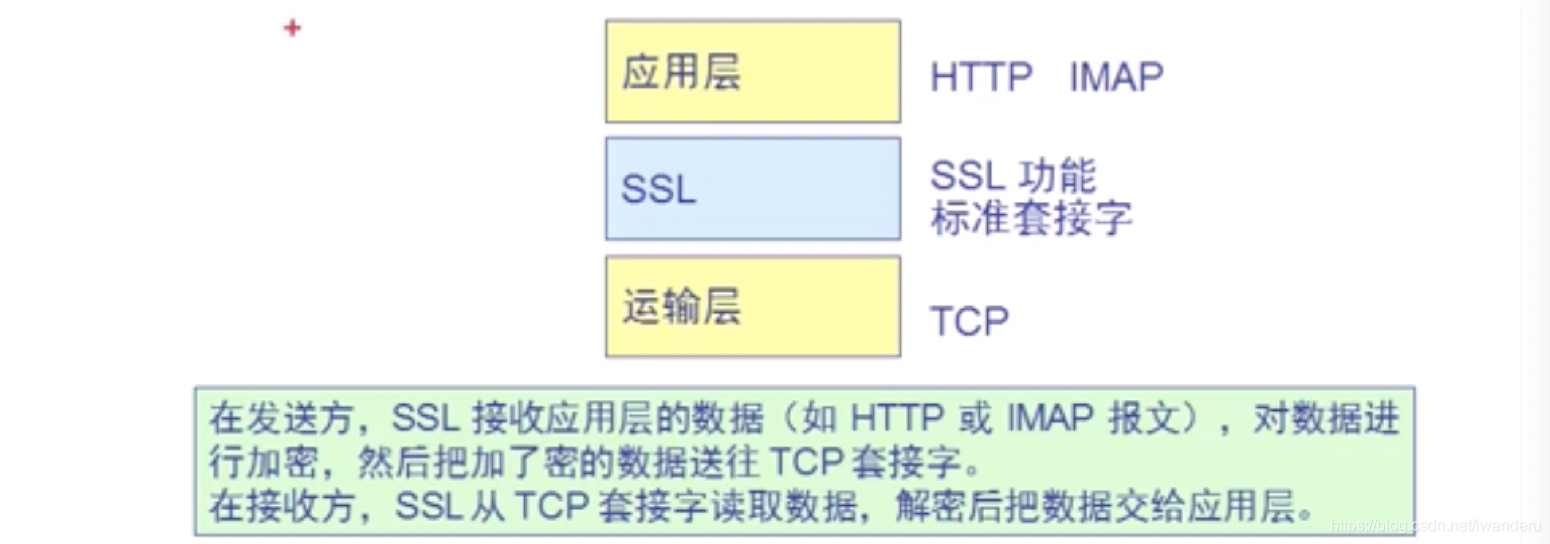 应用层 HTTP IMAP
SSL SSL 功能
标准套接字
运输层 TCP
在发送方，SSL 接收应用层的数据（如 HTTP 或 IMAP 报文），对数据进
行加密，然后把加了密的数据送往 TCP 套接字。
在接收方，SSL从 TCP 套接字读取数据，解密后把数据交给应用层。
https://blog.csdn.net/iwanderu